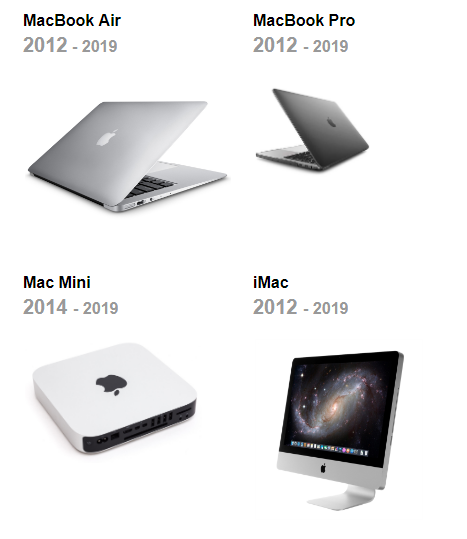 MacBook Air
2012 - 2019
MacBook Pro
2012 - 2019
Mac Mini
2014 - 2019
iMac
2012 - 2019